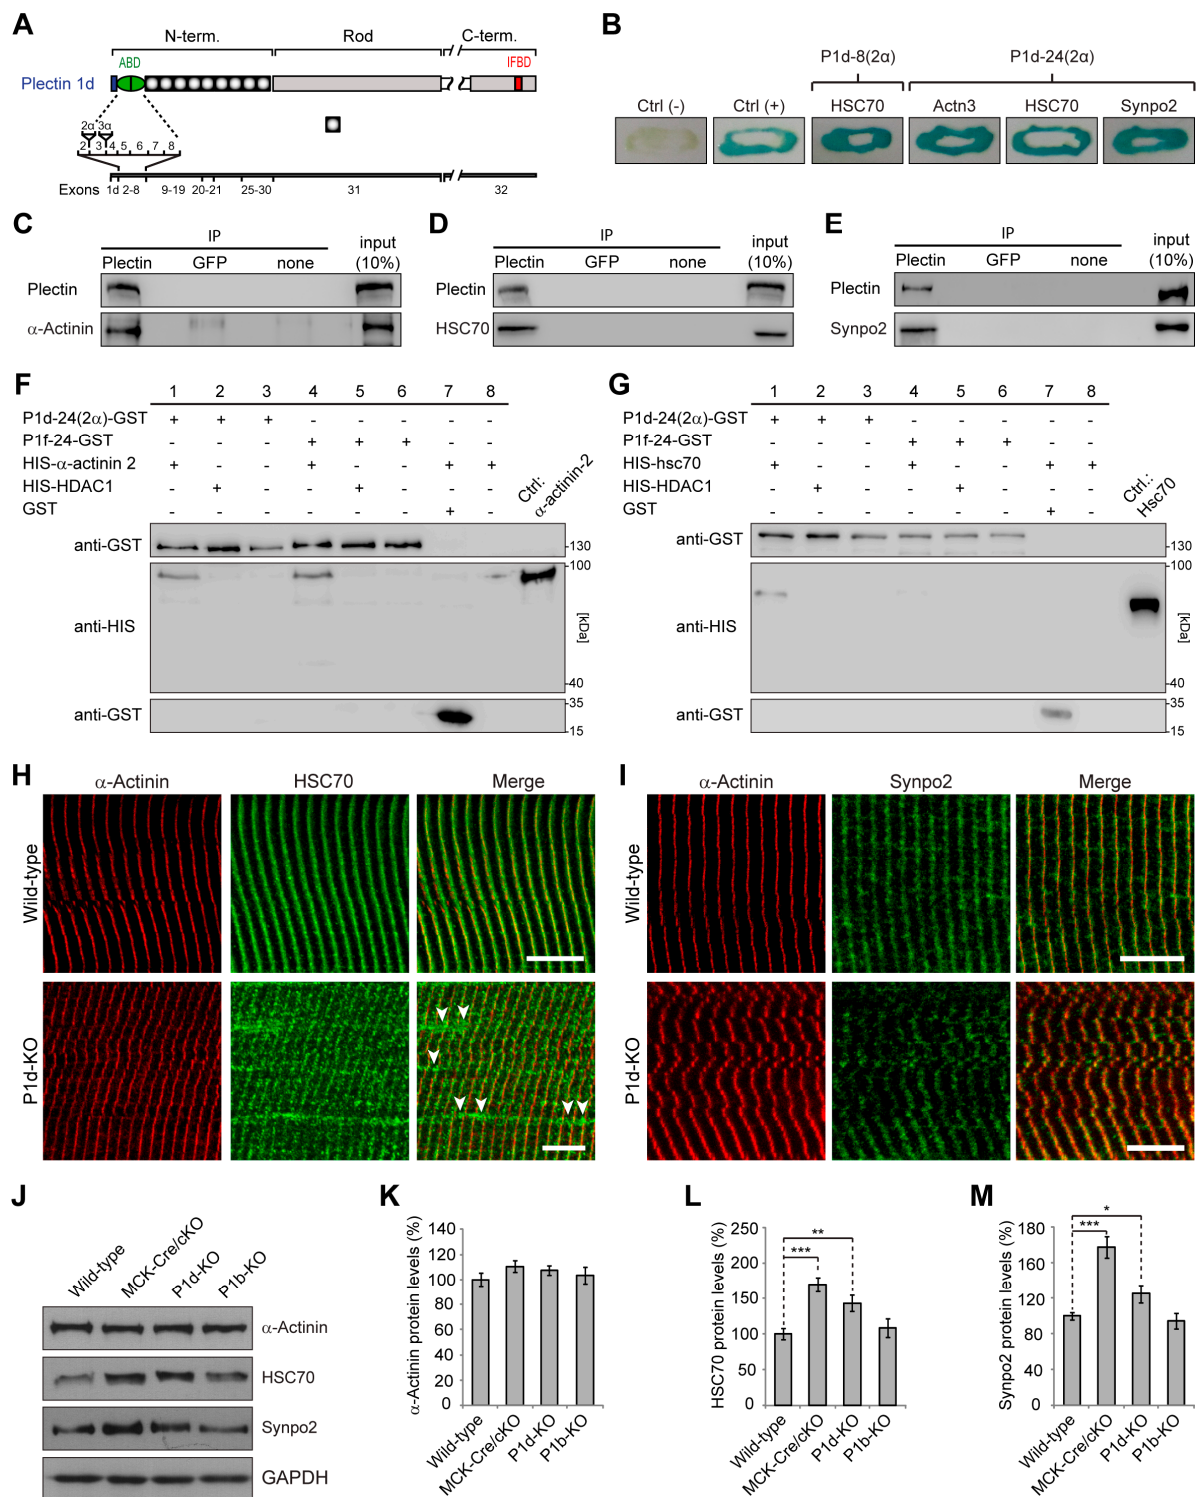 A
N-term.
Rod
C-term.
ABD
IFBD
Plectin 1d
2α 3α
2 3 4 5 6 7 8
Exons
1d 2-8 9-19 20-21 25-30 31 32
B
P1d-8(2α)
P1d-24(2α)
Ctrl (-)
Ctrl (+)
HSC70
Actn3
HSC70
Synpo2
C
IP
input
(10%)
Plectin GFP none
Plectin
α-Actinin
D
IP
input
(10%)
Plectin GFP none
Plectin
HSC70
E
IP
input
(10%)
Plectin GFP none
Plectin
Synpo2
F
1 2 3 4 5 6 7 8
P1d-24(2α)-GST + + + - - - - -
P1f-24-GST - - - + + + - -
HIS-α-actinin 2 + - - + - - + +
HIS-HDAC1 - + - - + - - -
GST - - - - - - + -
Ctrl:
α-actinin-2
anti-GST
130
100
anti-HIS
[kDa]
40
anti-GST
35
15
G
1 2 3 4 5 6 7 8
P1d-24(2α)-GST + + + - - - - -
P1f-24-GST - - - + + + - -
HIS-hsc70 + - - + - - + +
HIS-HDAC1 - + - - + - - -
GST - - - - - - + -
Ctrl.:
Hsc70
anti-GST
130
100
anti-HIS
[kDa]
40
anti-GST
35
15
H
α-Actinin
HSC70
Merge
Wild-type
P1d-KO
I
α-Actinin
Synpo2
Merge
Wild-type
P1d-KO
J
Wild-type
MCK-Cre/cKO
P1d-KO
P1b-KO
α-Actinin
HSC70
Synpo2
GAPDH
K
α-Actinin protein levels (%)
140
120
100
80
60
40
20
0
Wild-type
MCK-Cre/cKO
P1d-KO
P1b-KO
L
HSC70 protein levels (%)
250
200
150
100
50
0
**
***
Wild-type
MCK-Cre/cKO
P1d-KO
P1b-KO
M
Synpo2 protein levels (%)
180
160
120
80
40
0
*
***
Wild-type
MCK-Cre/cKO
P1d-KO
P1b-KO